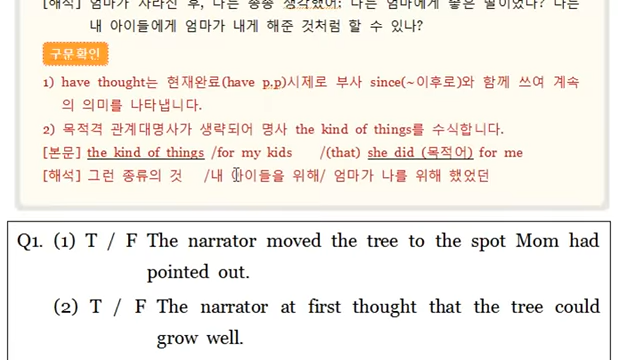 [해석] 엄마가 사라진 후, 나는 종종 생각했어: 나는 엄마에게 좋은 딸이었나? 나는
내 아이들에게 엄마가 내게 해준 것처럼 할 수 있나?
구문확인
1) have thought는 현재완료(have p.p)시제로 부사 since(~이후로)와 함께 쓰여 계속
의 의미를 나타냅니다.
2) 목적격 관계대명사가 생략되어 명사 the kind of things를 수식합니다.
[본문] the kind of things /for my kids /(that) she did (목적어) for me
[해석] 그런 종류의 것 /내 아이들을 위해/ 엄마가 나를 위해 했었던
Q1. (1) T / F The narrator moved the tree to the spot Mom had
pointed out.
(2) T / F The narrator at first thought that the tree could
grow well.